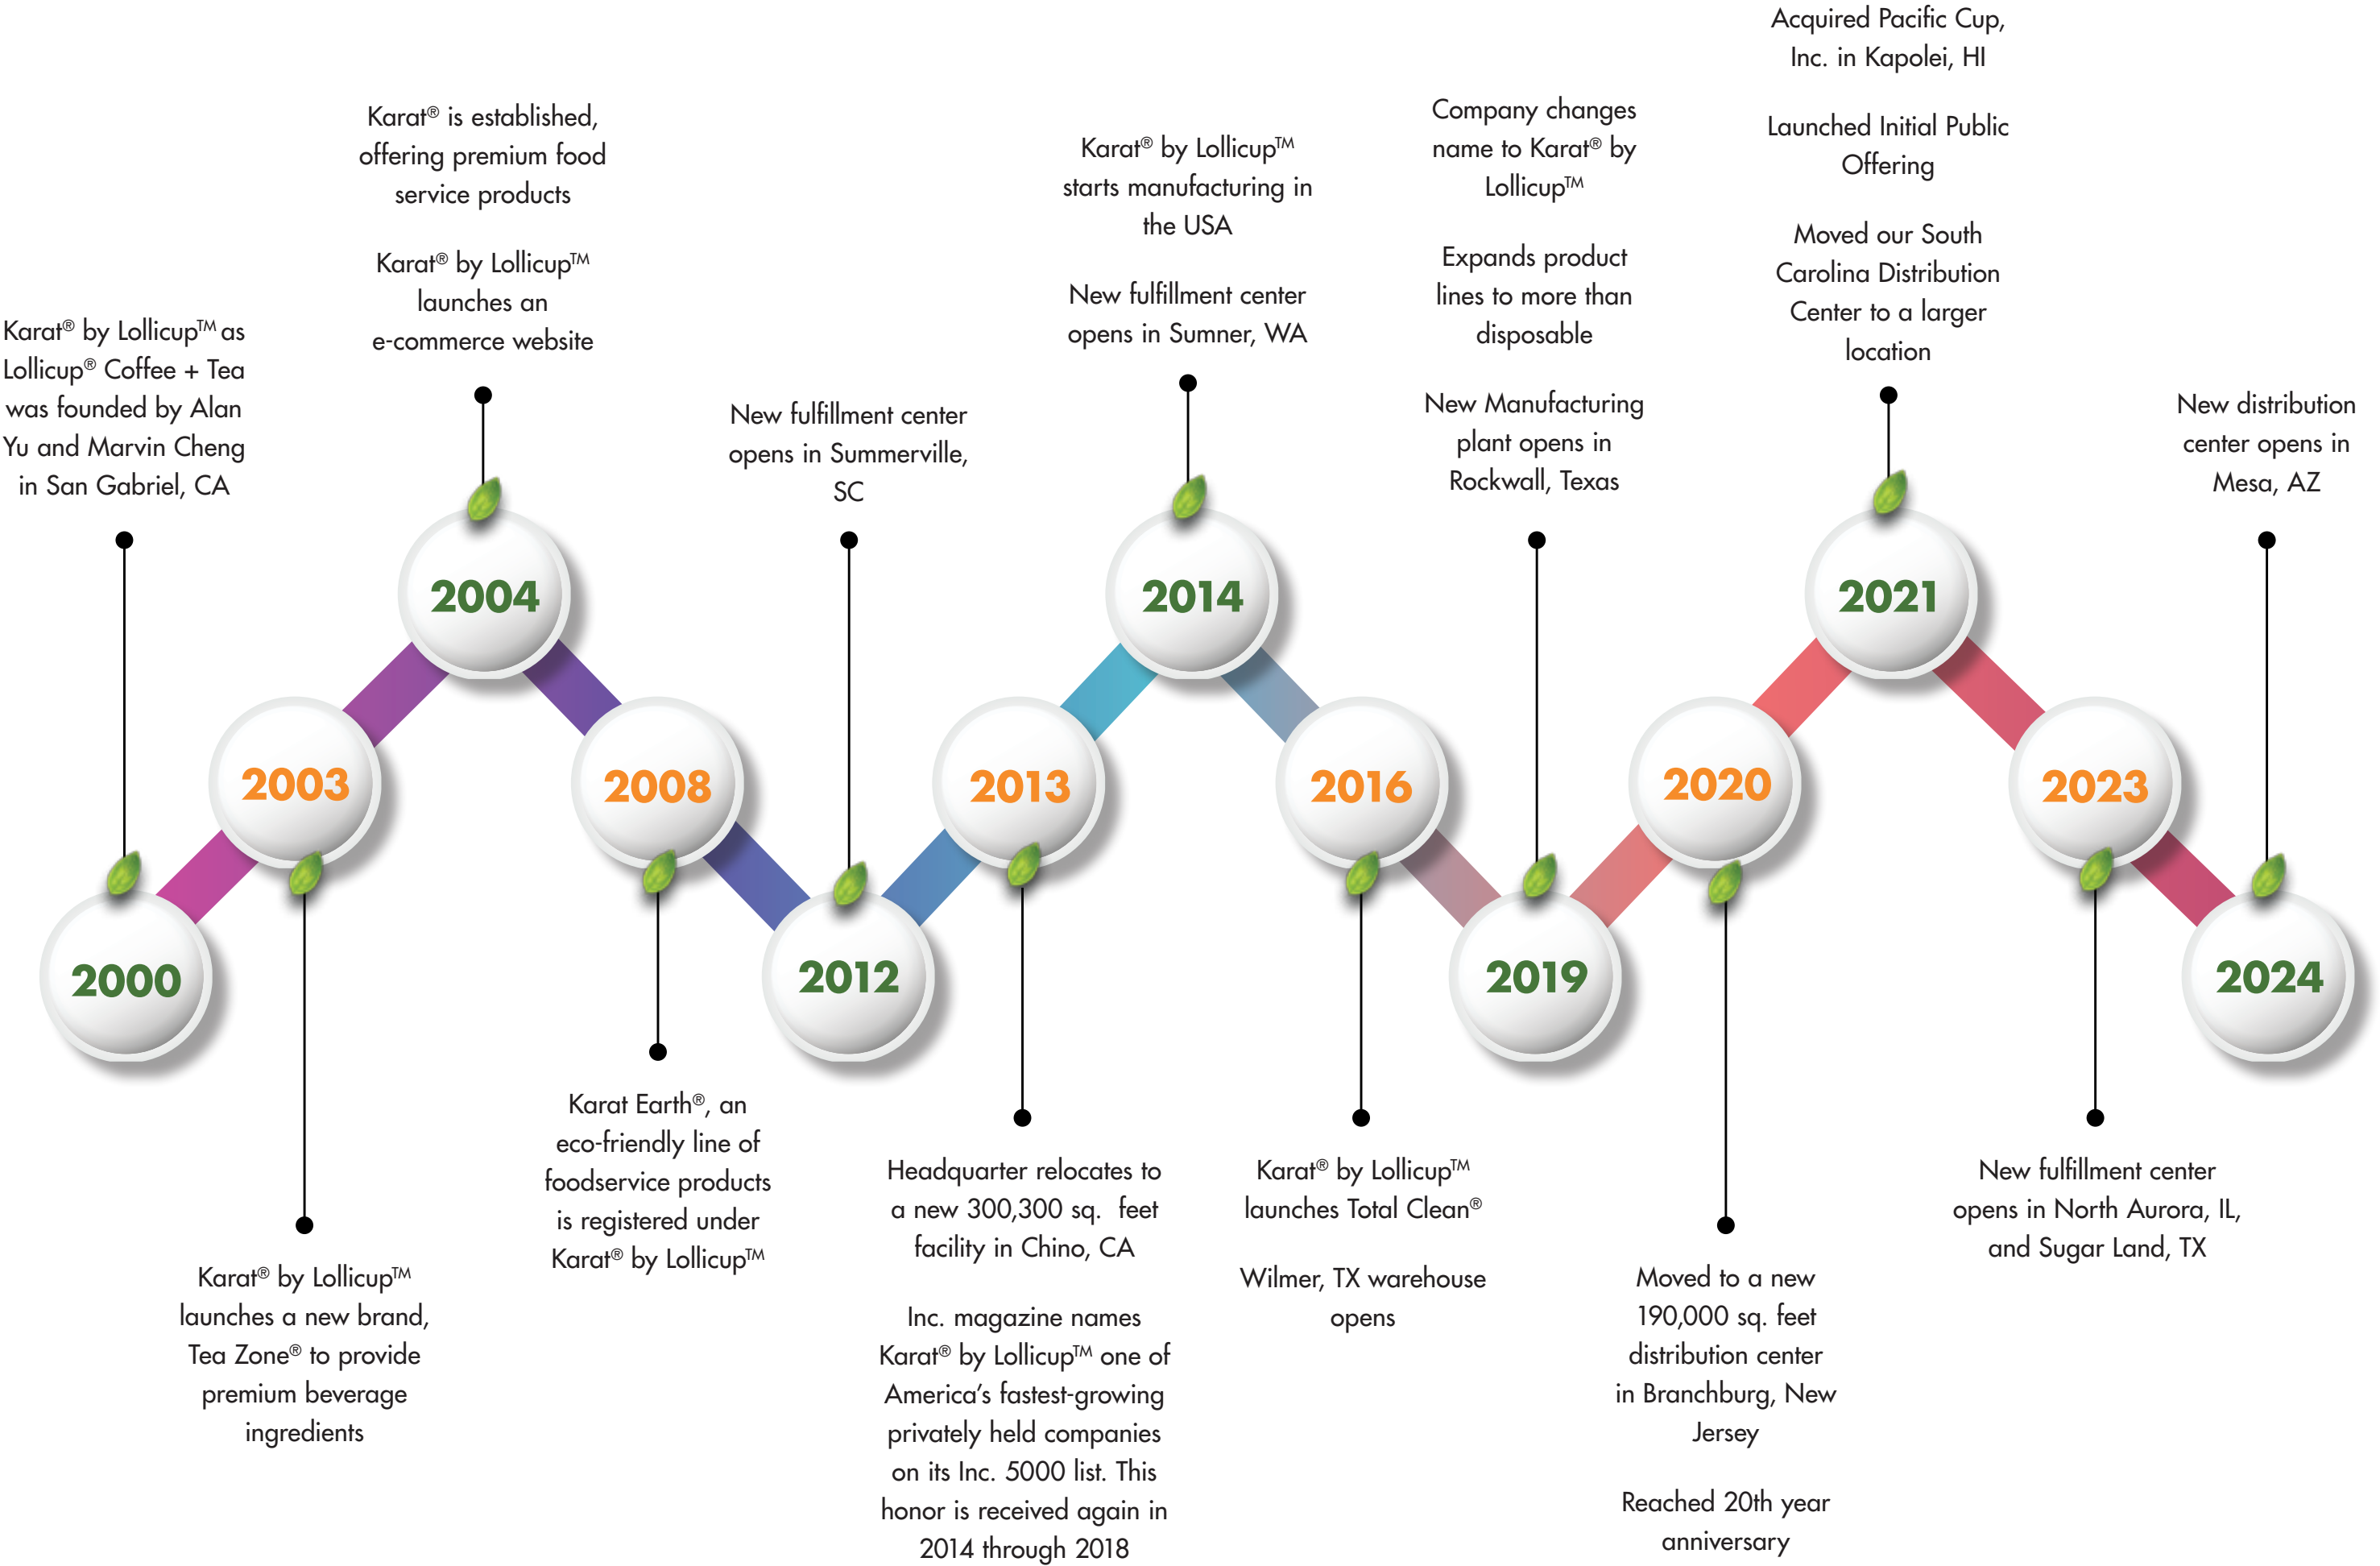 Karat® by Lollicup™ as
Lollicup® Coffee + Tea
was founded by Alan
Yu and Marvin Cheng
in San Gabriel, CA
2000
2003
Karat® by Lollicup™
launches a new brand,
Tea Zone® to provide
premium beverage
ingredients
Karat® is established,
offering premium food
service products
Karat® by Lollicup™
launches an
e-commerce website
2004
2008
Karat Earth®, an
eco-friendly line of
foodservice products
is registered under
Karat® by Lollicup™
New fulfillment center
opens in Summerville,
SC
2012
2013
Headquarter relocates to
a new 300,300 sq. feet
facility in Chino, CA
Inc. magazine names
Karat® by Lollicup™ one of
America’s fastest-growing
privately held companies
on its Inc. 5000 list. This
honor is received again in
2014 through 2018
Karat® by Lollicup™
starts manufacturing in
the USA
New fulfillment center
opens in Sumner, WA
2014
2016
Karat® by Lollicup™
launches Total Clean®
Wilmer, TX warehouse
opens
Company changes
name to Karat® by
Lollicup™
Expands product
lines to more than
disposable
New Manufacturing
plant opens in
Rockwall, Texas
2019
2020
Moved to a new
190,000 sq. feet
distribution center
in Branchburg, New
Jersey
Reached 20th year
anniversary
Acquired Pacific Cup,
Inc. in Kapolei, HI
Launched Initial Public
Offering
Moved our South
Carolina Distribution
Center to a larger
location
2021
2023
New fulfillment center
opens in North Aurora, IL,
and Sugar Land, TX
New distribution
center opens in
Mesa, AZ
2024